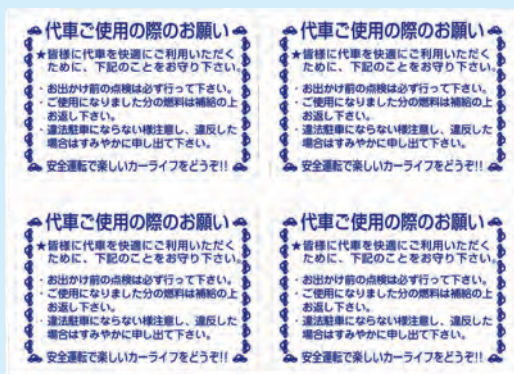 代車ご使用の際のお願い
★皆様に代車を快適にご利用いただく
ために、下記のことをお守り下さい。
・お出かけ前の点検は必ず行って下さい。
・ご使用になりました分の燃料は補給の上
お返し下さい。
・違法駐車にならない様注意し、違反した
場合はすみやかに申し出て下さい。
安全運転で楽しいカーライフをどうぞ!!
代車ご使用の際のお願い
★皆様に代車を快適にご利用いただく
ために、下記のことをお守り下さい。
・お出かけ前の点検は必ず行って下さい。
・ご使用になりました分の燃料は補給の上
お返し下さい。
・違法駐車にならない様注意し、違反した
場合はすみやかに申し出て下さい。
安全運転で楽しいカーライフをどうぞ!!
代車ご使用の際のお願い
★皆様に代車を快適にご利用いただく
ために、下記のことをお守り下さい。
・お出かけ前の点検は必ず行って下さい。
・ご使用になりました分の燃料は補給の上
お返し下さい。
・違法駐車にならない様注意し、違反した
場合はすみやかに申し出て下さい。
安全運転で楽しいカーライフをどうぞ!!
代車ご使用の際のお願い
★皆様に代車を快適にご利用いただく
ために、下記のことをお守り下さい。
・お出かけ前の点検は必ず行って下さい。
・ご使用になりました分の燃料は補給の上
お返し下さい。
・違法駐車にならない様注意し、違反した
場合はすみやかに申し出て下さい。
安全運転で楽しいカーライフをどうぞ!!